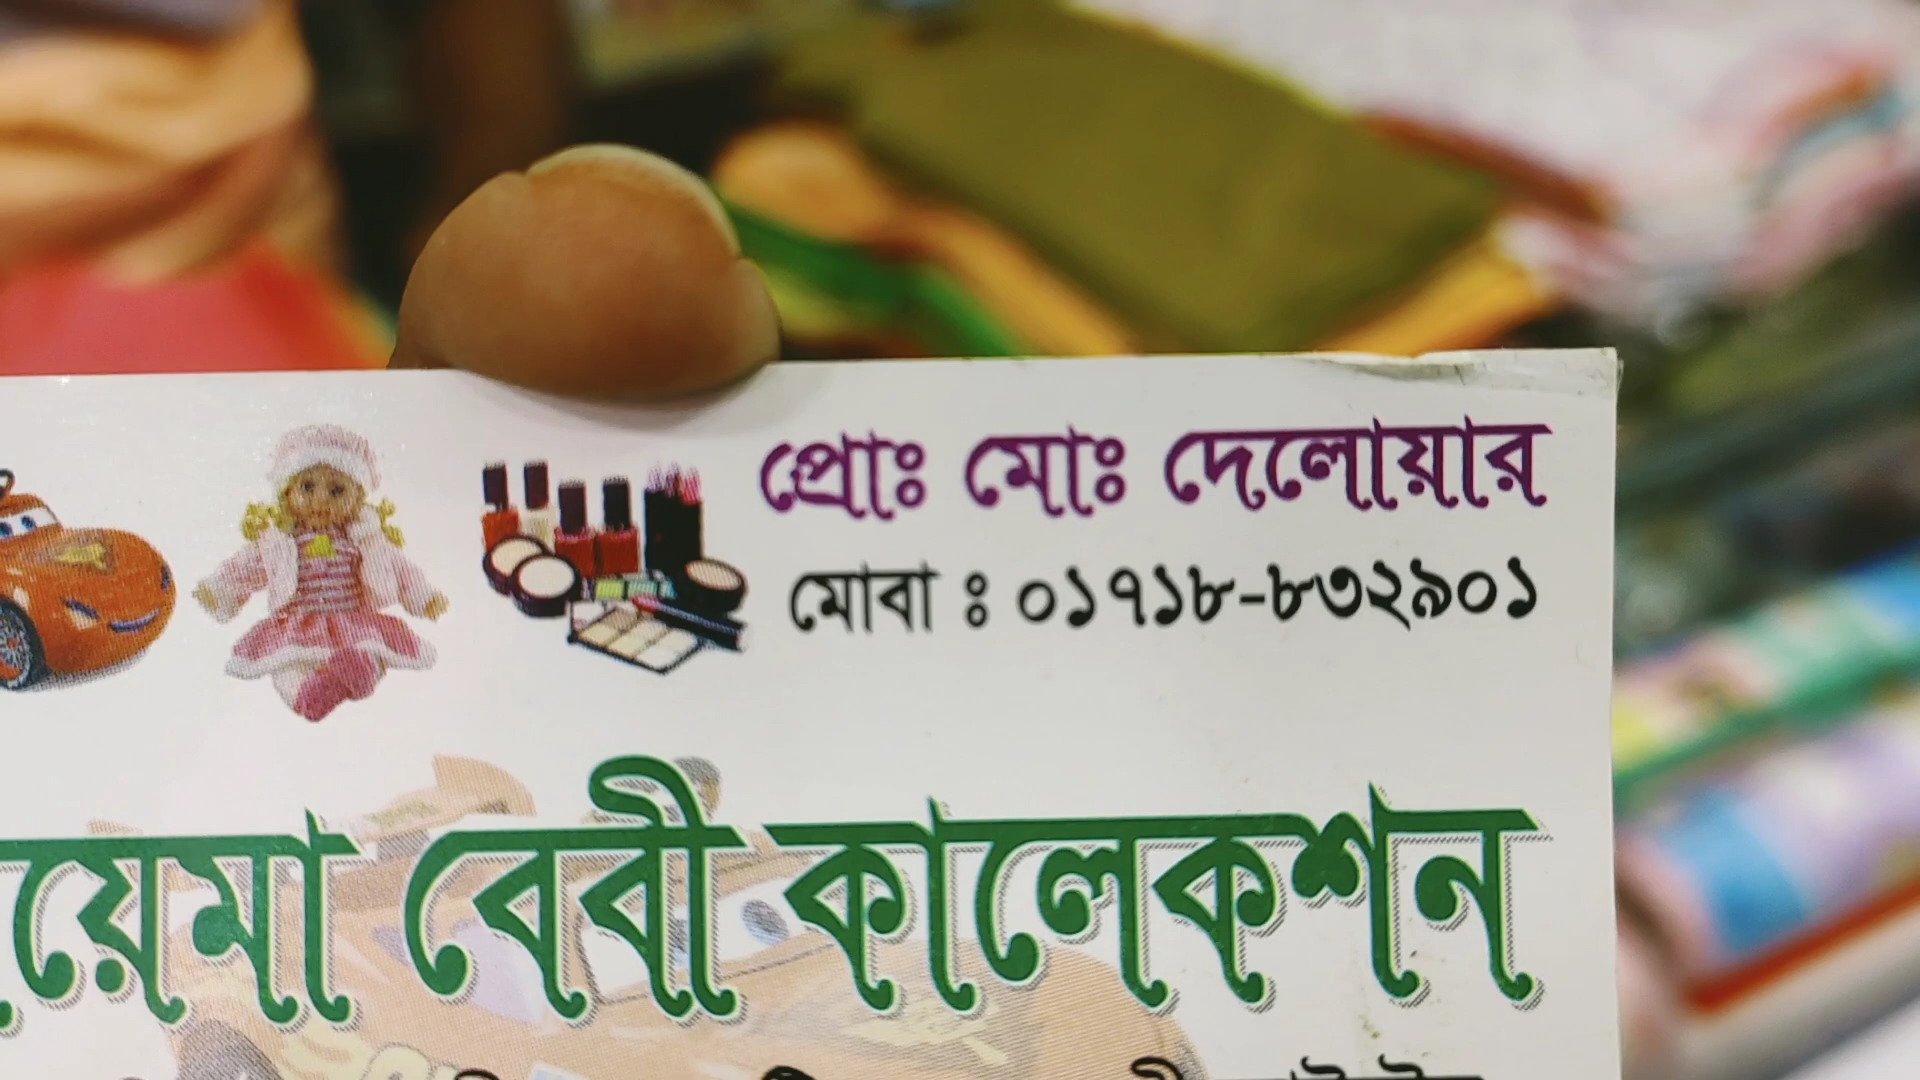 প্রোঃ মোঃ দেলোয়ার
মোবা ঃ ০১৭১৮-৮৩২৯০১
বেবী কালেকশন